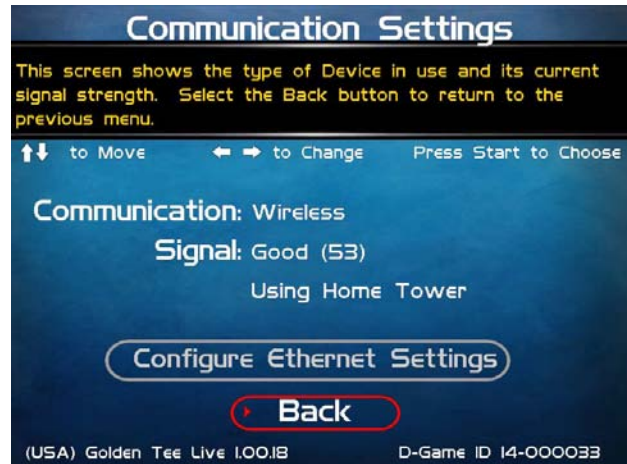 Communication Settings
This screen shows the type of Device in use and its current
signal strength. Select the Back button to return to the
previous menu.
to Move to Change Press Start to Choose
Communication: Wireless
Signal: Good (53)
Using Home Tower
Configure Ethernet Settings
Back
(USA) Golden Tee Live 1.00.18 D-Game ID 14-000033